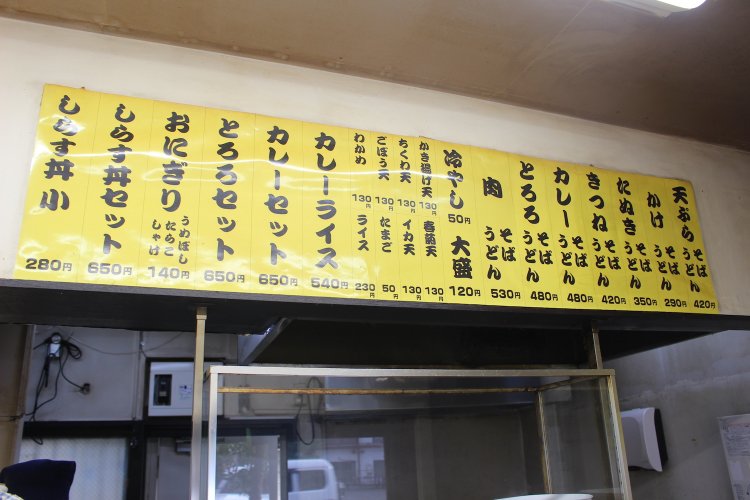 天ぷら そば うどん 420円
かけ そば うどん 290円
たぬき そば うどん 350円
きつね そば うどん 420円
カレー そば うどん 480円
とろろ そば うどん 480円
肉 そば うどん 530円
冷やし 50円
大盛 120円
かき揚げ天 130円
春菊天 130円
ちくわ天 130円
イカ天 130円
ごぼう天 130円
たまご 50円
わかめ 130円
ライス 230円
カレーライス 540円
カレーセット 650円
とろろセット 650円
おにぎり うめぼし たらこ しゃけ 140円
しらす丼セット 650円
しらす丼 小 280円